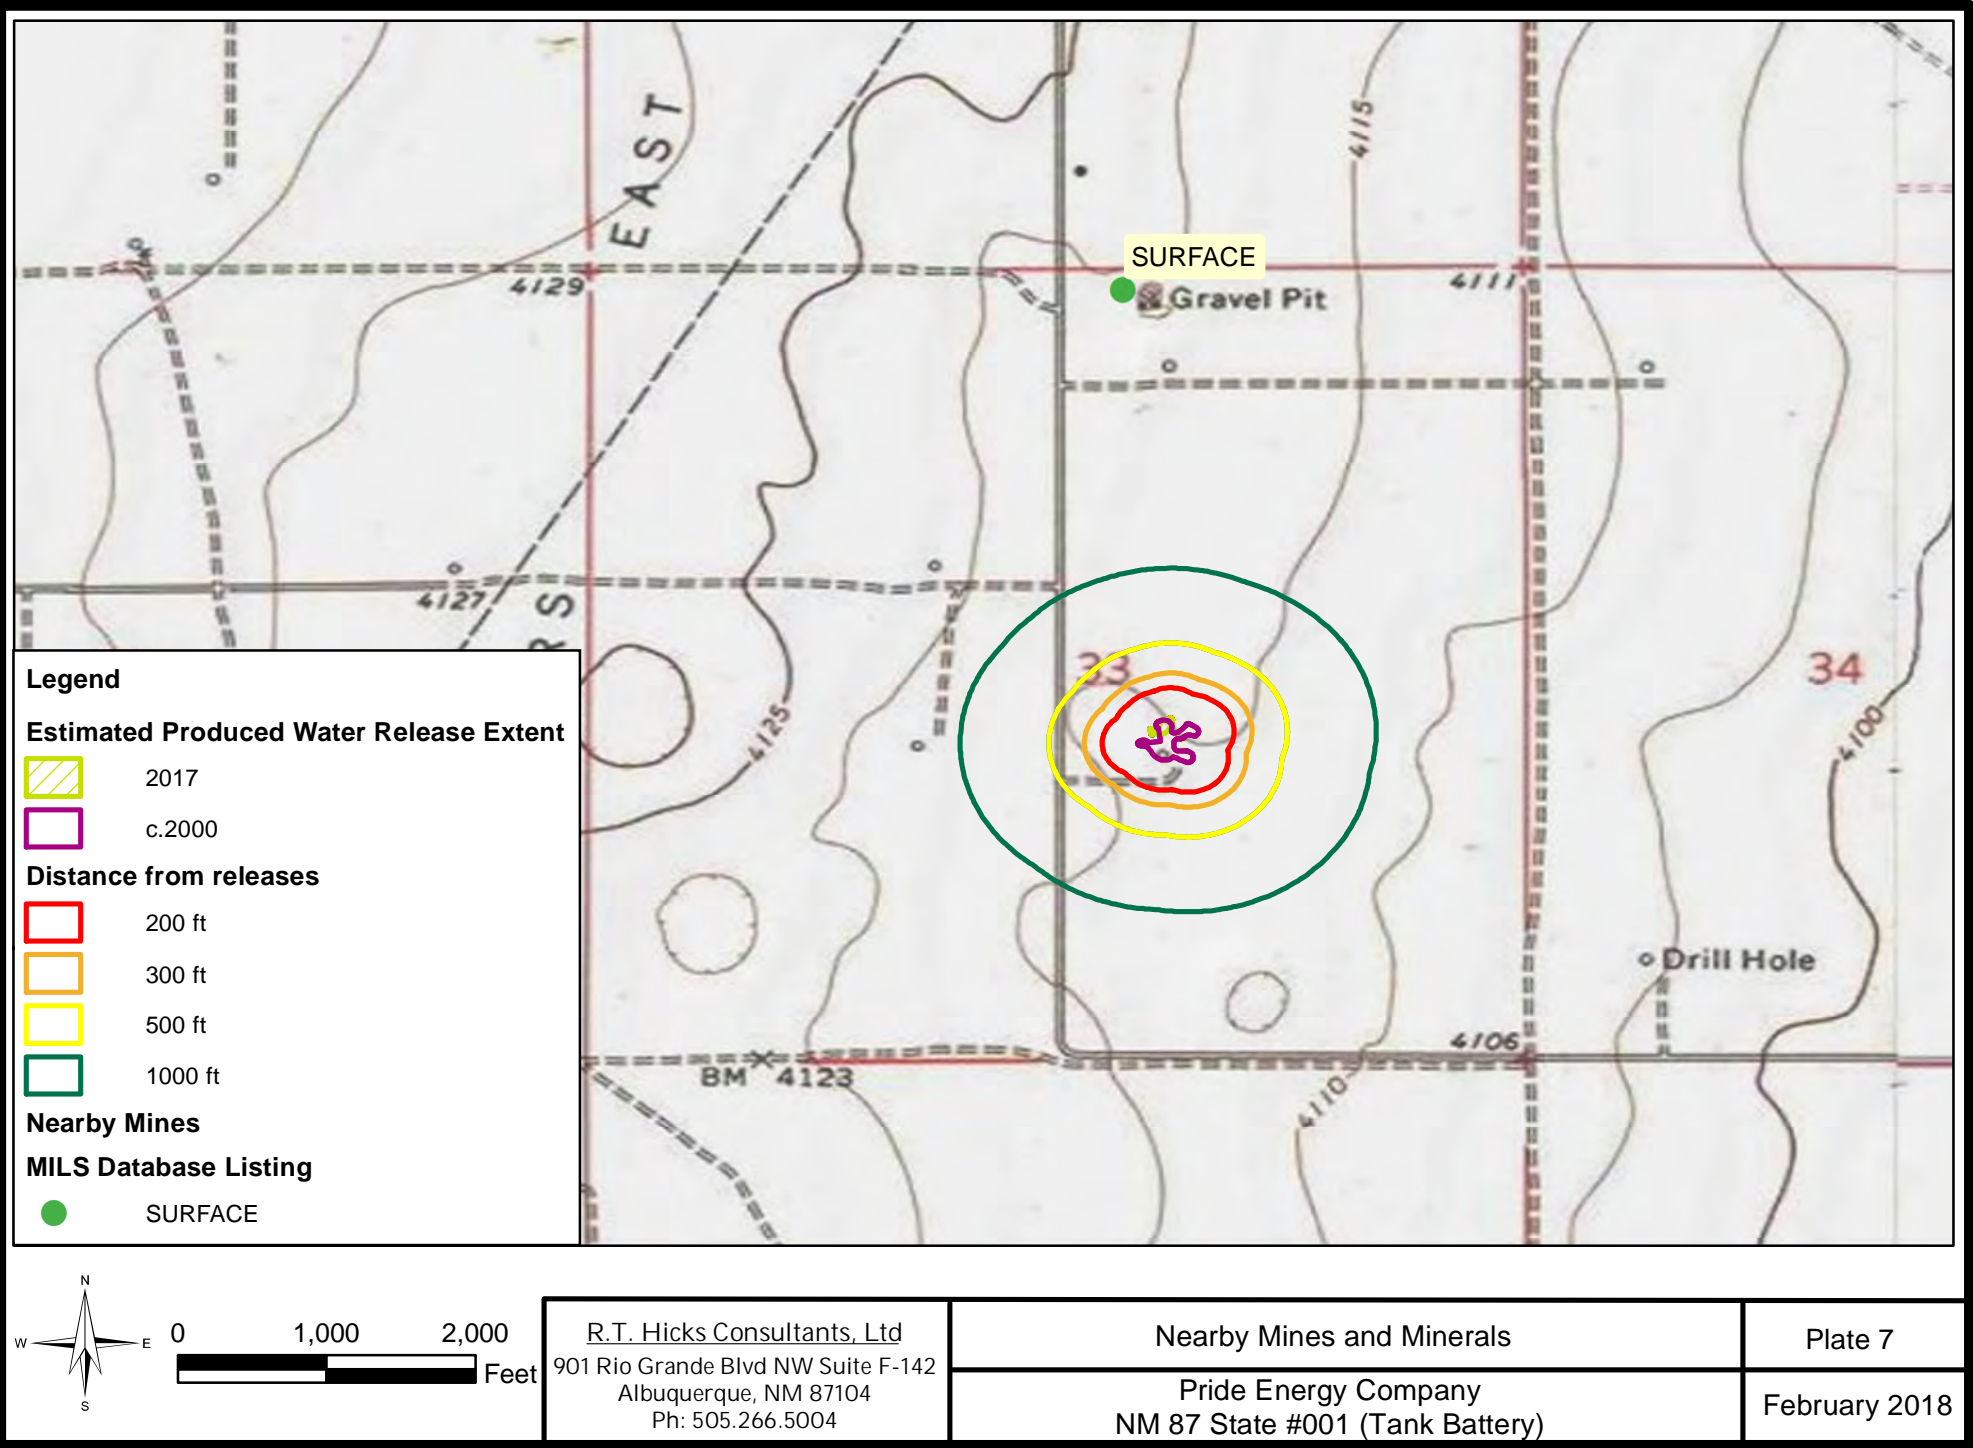 EAST
4115
SURFACE
Gravel Pit
4129
4111
4127
RS
33
34
4125
4100
Drill Hole
4106
BM 4123
4110
Legend
Estimated Produced Water Release Extent
2017
c.2000
Distance from releases
200 ft
300 ft
500 ft
1000 ft
Nearby Mines
MILS Database Listing
SURFACE
N
W E
S
0 1,000 2,000
Feet
R.T. Hicks Consultants, Ltd
901 Rio Grande Blvd NW Suite F-142
Albuquerque, NM 87104
Ph: 505.266.5004
Nearby Mines and Minerals
Pride Energy Company
NM 87 State #001 (Tank Battery)
Plate 7
February 2018